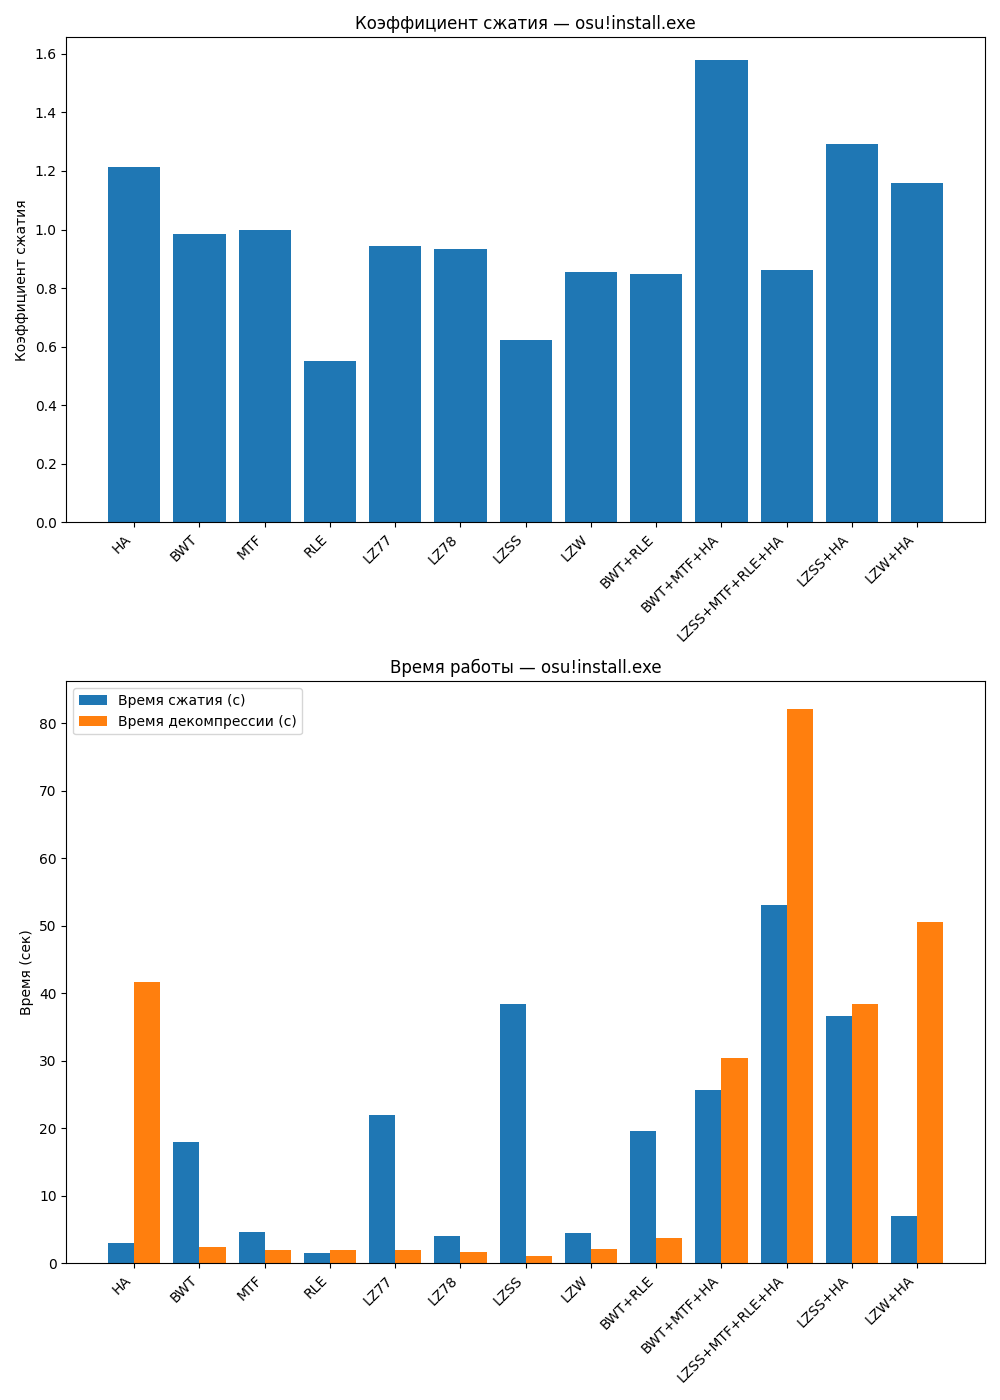 Коэффициент сжатия — osu!install.exe
Коэффициент сжатия
1.6
1.4
1.2
1.0
0.8
0.6
0.4
0.2
0.0
HA
BWT
MTF
RLE
LZ77
LZ78
LZSS
LZW
BWT+RLE
BWT+MTF+HA
LZSS+MTF+RLE+HA
LZSS+HA
LZW+HA
Время работы — osu!install.exe
Время сжатия (с)
Время декомпрессии (с)
Время (сек)
80
70
60
50
40
30
20
10
0
HA
BWT
MTF
RLE
LZ77
LZ78
LZSS
LZW
BWT+RLE
BWT+MTF+HA
LZSS+MTF+RLE+HA
LZSS+HA
LZW+HA